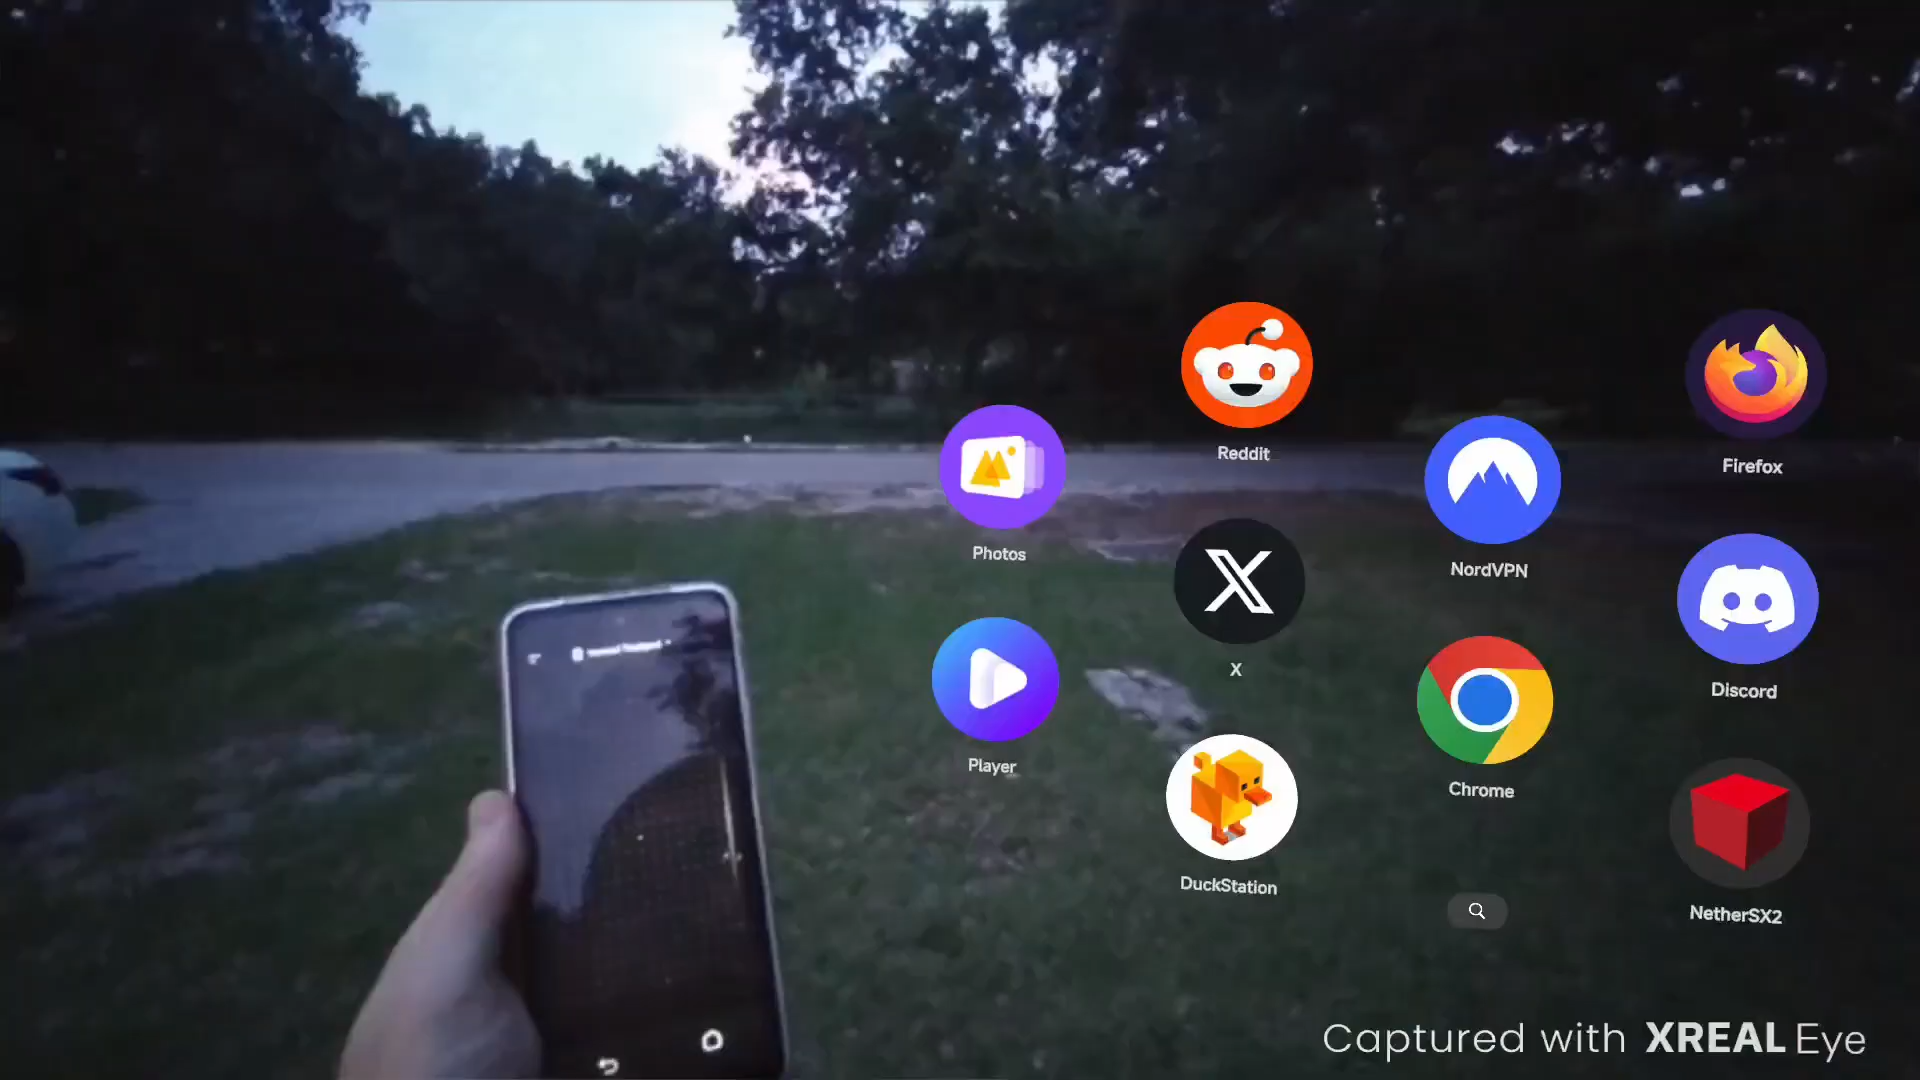 Reddit
Firefox
Photos
NordVPN
X
Discord
Player
Chrome
DuckStation
NetherSX2
Captured with XREAL Eye